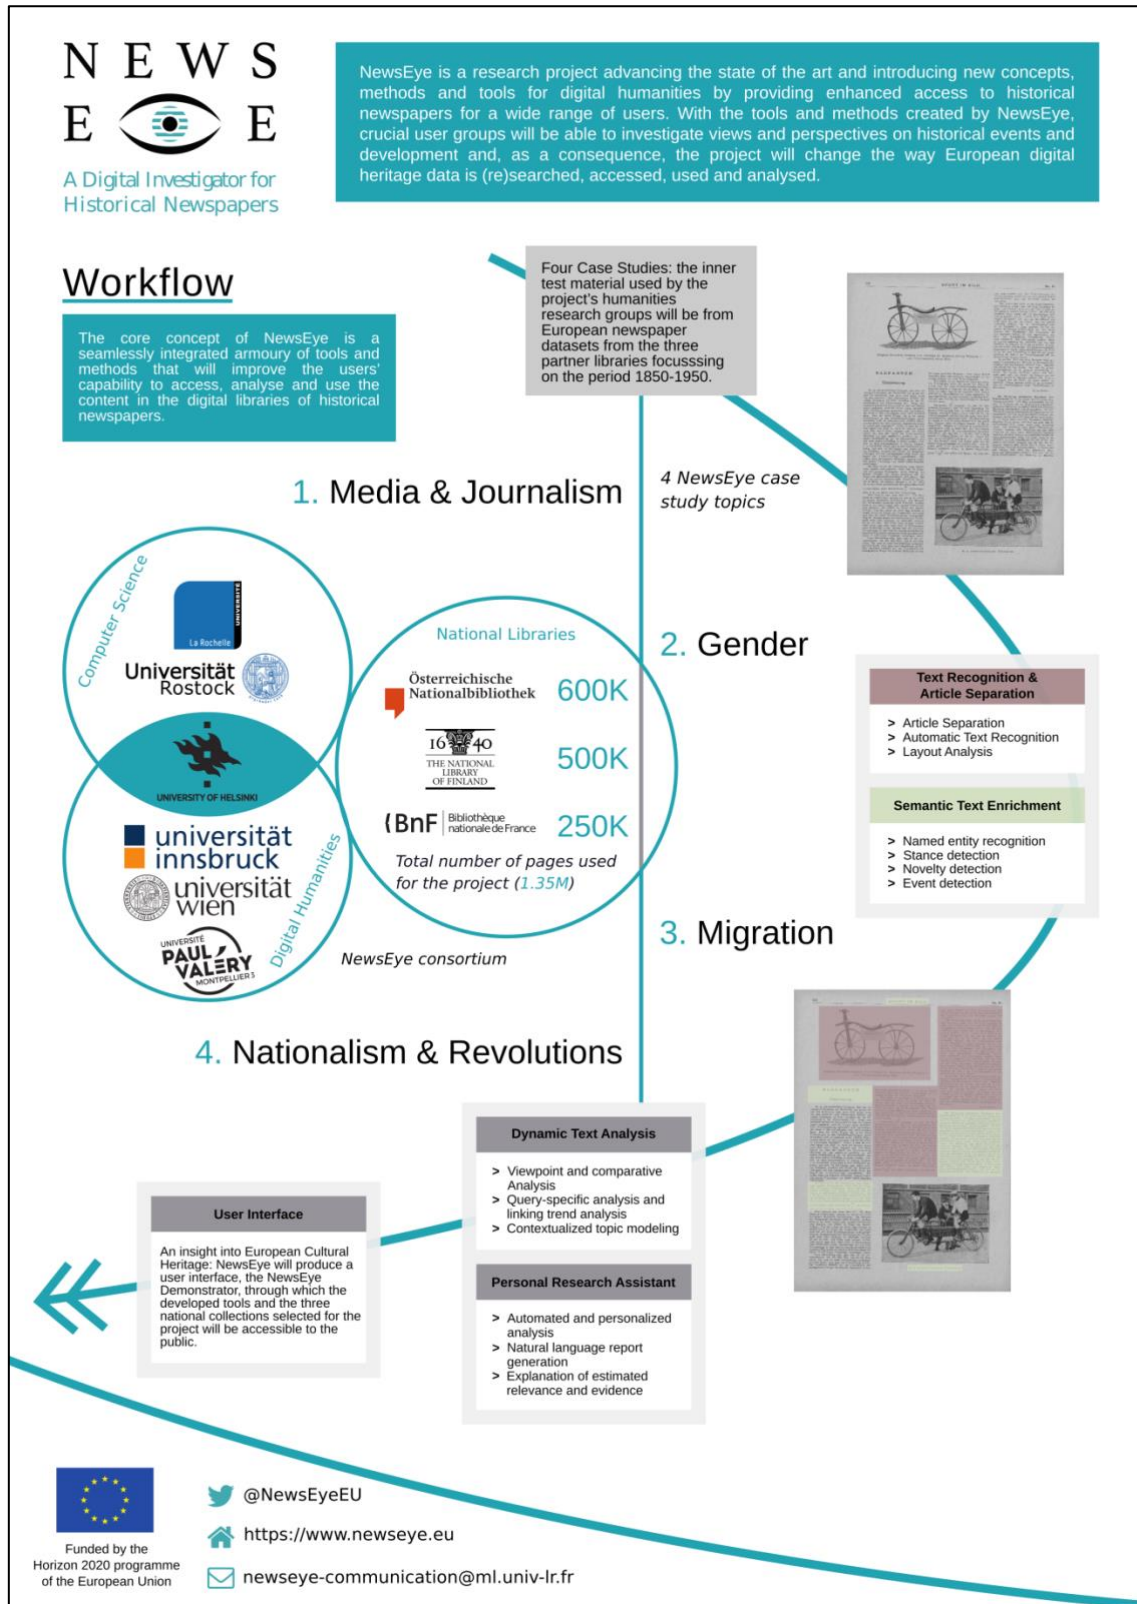 N E W S
E E
A Digital Investigator for
Historical Newspapers
NewsEye is a research project advancing the state of the art and introducing new concepts,
methods and tools for digital humanities by providing enhanced access to historical
newspapers for a wide range of users. With the tools and methods created by NewsEye,
crucial user groups will be able to investigate views and perspectives on historical events and
development and, as a consequence, the project will change the way European digital
heritage data is (re)searched, accessed, used and analysed.
Workflow
The core concept of NewsEye is a
seamlessly integrated armoury of tools and
methods that will improve the users'
capability to access, analyse and use the
content in the digital libraries of historical
newspapers.
Four Case Studies: the inner
test material used by the
project's humanities
research groups will be from
European newspaper
datasets from the three
partner libraries focusssing
on the period 1850-1950.
1. Media & Journalism
4 NewsEye case
study topics
Computer Science
La Rochelle
UNIVERSITÉ
Universität
Rostock
UNIVERSITY OF HELSINKI
universität
innsbruck
universität
wien
UNIVERSITÉ
PAUL
VALÉRY
MONTPELLIER 3
Digital Humanities
National Libraries
Österreichische
Nationalbibliothek
600K
16 40
THE NATIONAL
LIBRARY
OF FINLAND
500K
{BnF
Bibliothèque
nationale de France
250K
Total number of pages used
for the project (1.35M)
NewsEye consortium
2. Gender
Text Recognition &
Article Separation
> Article Separation
> Automatic Text Recognition
> Layout Analysis
Semantic Text Enrichment
> Named entity recognition
> Stance detection
> Novelty detection
> Event detection
3. Migration
4. Nationalism & Revolutions
Dynamic Text Analysis
> Viewpoint and comparative
Analysis
> Query-specific analysis and
linking trend analysis
> Contextualized topic modeling
Personal Research Assistant
> Automated and personalized
analysis
> Natural language report
generation
> Explanation of estimated
relevance and evidence
User Interface
An insight into European Cultural
Heritage: NewsEye will produce a
user interface, the NewsEye
Demonstrator, through which the
developed tools and the three
national collections selected for the
project will be accessible to the
public.
Funded by the
Horizon 2020 programme
of the European Union
@NewsEyeEU
https://www.newseye.eu
newseye-communication@ml.univ-lr.fr